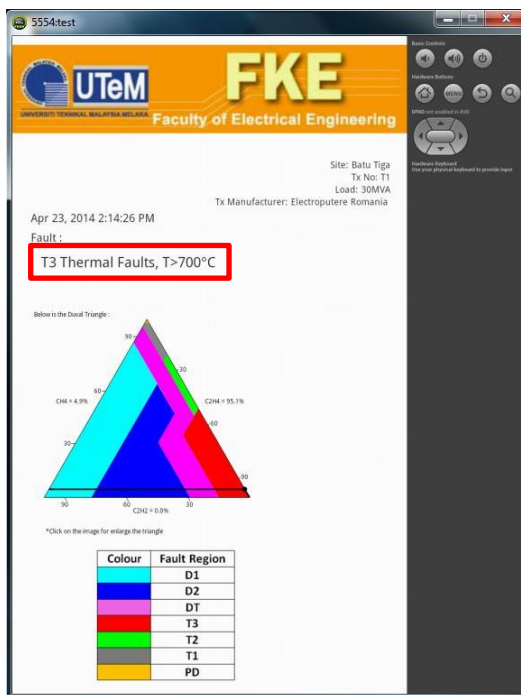 5554:test
Basic Controls
Hardware Buttons
MENU
DPAD not enabled in AVD
Hardware Keyboard
Use your physical keyboard to provide input
UTeM
UNIVERSITI TEKNIKAL MALAYSIA MELAKA
FKE
Faculty of Electrical Engineering
Site: Batu Tiga
Tx No: T1
Load: 30MVA
Tx Manufacturer: Electroputere Romania
Apr 23, 2014 2:14:26 PM
Fault :
T3 Thermal Faults, T>700°C
Below is the Duval Triangle :
90
30
60
CH4 = 4.9%
C2H4 = 95.1%
60
30
90
90
60
30
C2H2 = 0.0%
*Click on the image for enlarge the triangle
Colour Fault Region
D1
D2
DT
T3
T2
T1
PD